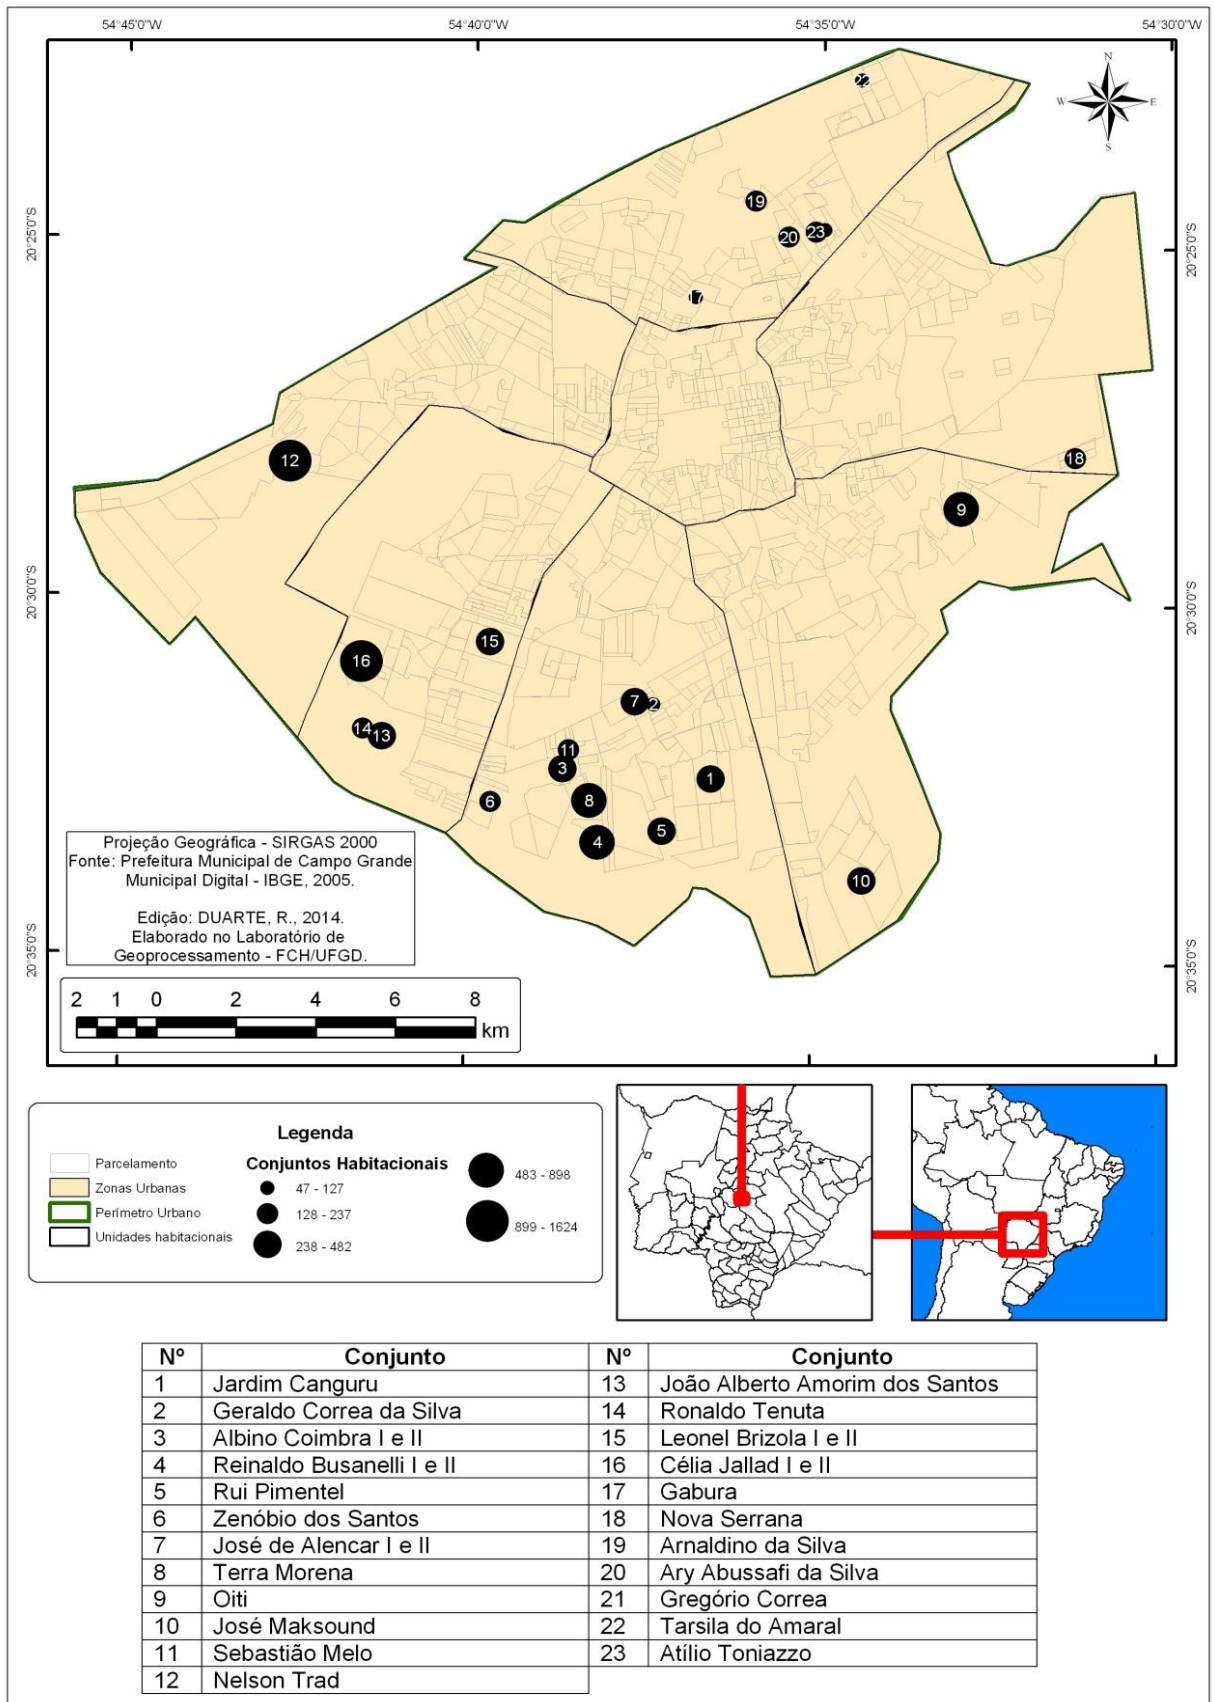 54°45'0"W 54°40'0"W 54°35'0"W 54°30'0"W
N
W E
S
22
19
20°25'0"S 20 23 20°25'0"S
17
12
18
9
20°30'0"S 20°30'0"S
15
16
7 2
14 13
11
3
1
6 8
5
4
10
Projeção Geográfica - SIRGAS 2000
Fonte: Prefeitura Municipal de Campo Grande
Municipal Digital - IBGE, 2005.
Edição: DUARTE, R., 2014.
Elaborado no Laboratório de
Geoprocessamento - FCH/UFGD.
20°35'0"S 20°35'0"S
2 1 0 2 4 6 8
km
Legenda
Parcelamento
Zonas Urbanas
Perímetro Urbano
Unidades habitacionais
Conjuntos Habitacionais
47 - 127
128 - 237
238 - 482
483 - 898
899 - 1624
Nº Conjunto Nº Conjunto
1 Jardim Canguru 13 João Alberto Amorim dos Santos
2 Geraldo Correa da Silva 14 Ronaldo Tenuta
3 Albino Coimbra I e II 15 Leonel Brizola I e II
4 Reinaldo Busanelli I e II 16 Célia Jallad I e II
5 Rui Pimentel 17 Gabura
6 Zenóbio dos Santos 18 Nova Serrana
7 José de Alencar I e II 19 Arnaldino da Silva
8 Terra Morena 20 Ary Abussafi da Silva
9 Oiti 21 Gregório Correa
10 José Maksound 22 Tarsila do Amaral
11 Sebastião Melo 23 Atílio Toniazzo
12 Nelson Trad